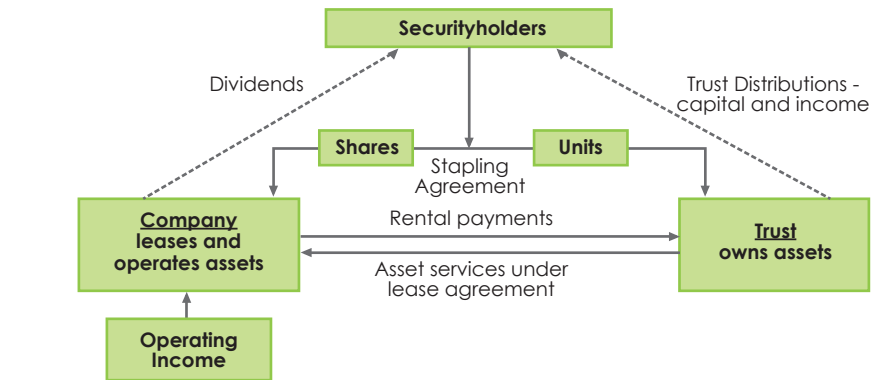 Securityholders
Dividends
Trust Distributions -
capital and income
Shares
Units
Stapling
Agreement
Company
leases and
operates assets
Rental payments
Trust
owns assets
Asset services under
lease agreement
Operating
Income